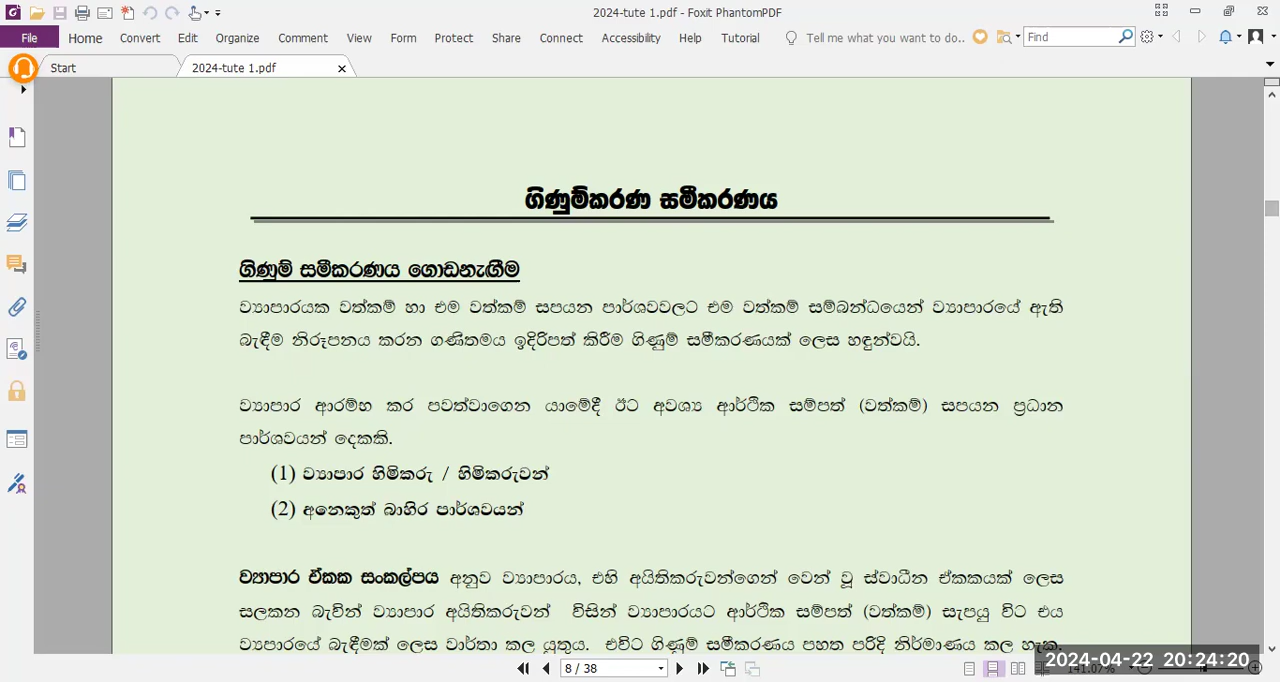 2024-tute 1.pdf - Foxit PhantomPDF
File Home Convert Edit Organize Comment View Form Protect Share Connect Accessibility Help Tutorial Tell me what you want to do.. Find
Start 2024-tute 1.pdf
ගිණුම්කරණ සමීකරණය
ගිණුම් සමීකරණය ගොඩනැඟීම
ව්‍යාපාරයක වත්කම් හා එම වත්කම් සපයන පාර්ශවවලට එම වත්කම් සම්බන්ධයෙන් ව්‍යාපාරයේ ඇති
බැඳීම නිරූපනය කරන ගණිතමය ඉදිරිපත් කිරීම ගිණුම් සමීකරණයක් ලෙස හඳුන්වයි.
ව්‍යාපාර ආරම්භ කර පවත්වාගෙන යාමේදී ඊට අවශ්‍ය ආර්ථික සම්පත් (වත්කම්) සපයන ප්‍රධාන
පාර්ශවයන් දෙකකි.
(1) ව්‍යාපාර හිමිකරු / හිමිකරුවන්
(2) අනෙකුත් බාහිර පාර්ශවයන්
ව්‍යාපාර ඒකක සංකල්පය අනුව ව්‍යාපාරය, එහි අයිතිකරුවන්ගෙන් වෙන් වූ ස්වාධීන ඒකකයක් ලෙස
සලකන බැවින් ව්‍යාපාර අයිතිකරුවන් විසින් ව්‍යාපාරයට ආර්ථික සම්පත් (වත්කම්) සැපයු විට එය
ව්‍යාපාරයේ බැඳීමක් ලෙස වාර්තා කල යුතුය. එවිට ගිණුම් සමීකරණය පහත පරිදි නිර්මාණය කල හැක.
8 / 38
2024-04-22 20:24:20